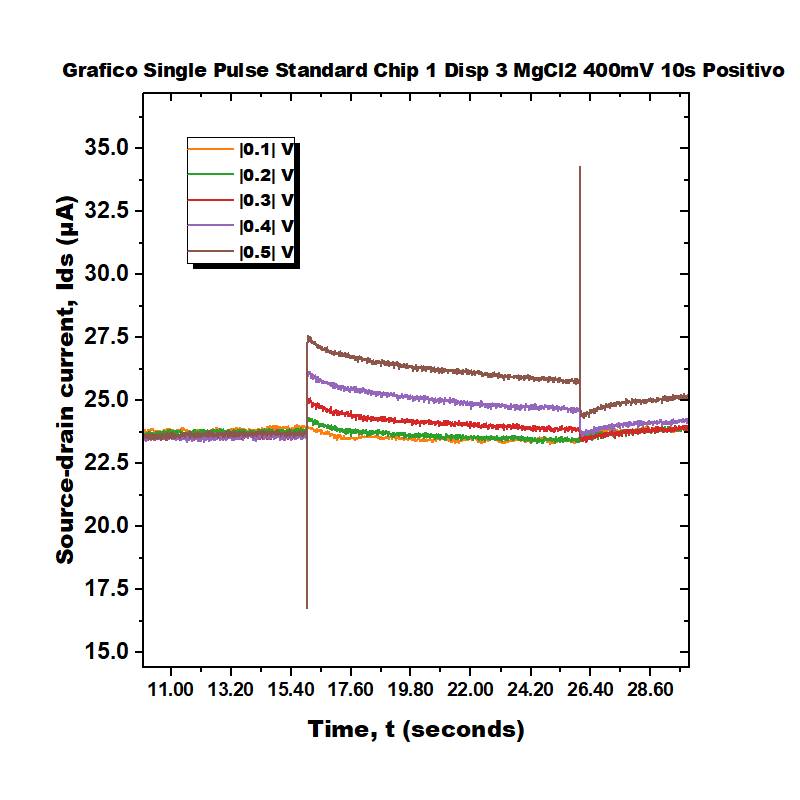 Grafico Single Pulse Standard Chip 1 Disp 3 MgCl2 400mV 10s Positivo
35.0
|0.1| V
|0.2| V
|0.3| V
|0.4| V
|0.5| V
32.5
30.0
27.5
25.0
22.5
20.0
17.5
15.0
Source-drain current, Ids (µA)
11.00 13.20 15.40 17.60 19.80 22.00 24.20 26.40 28.60
Time, t (seconds)